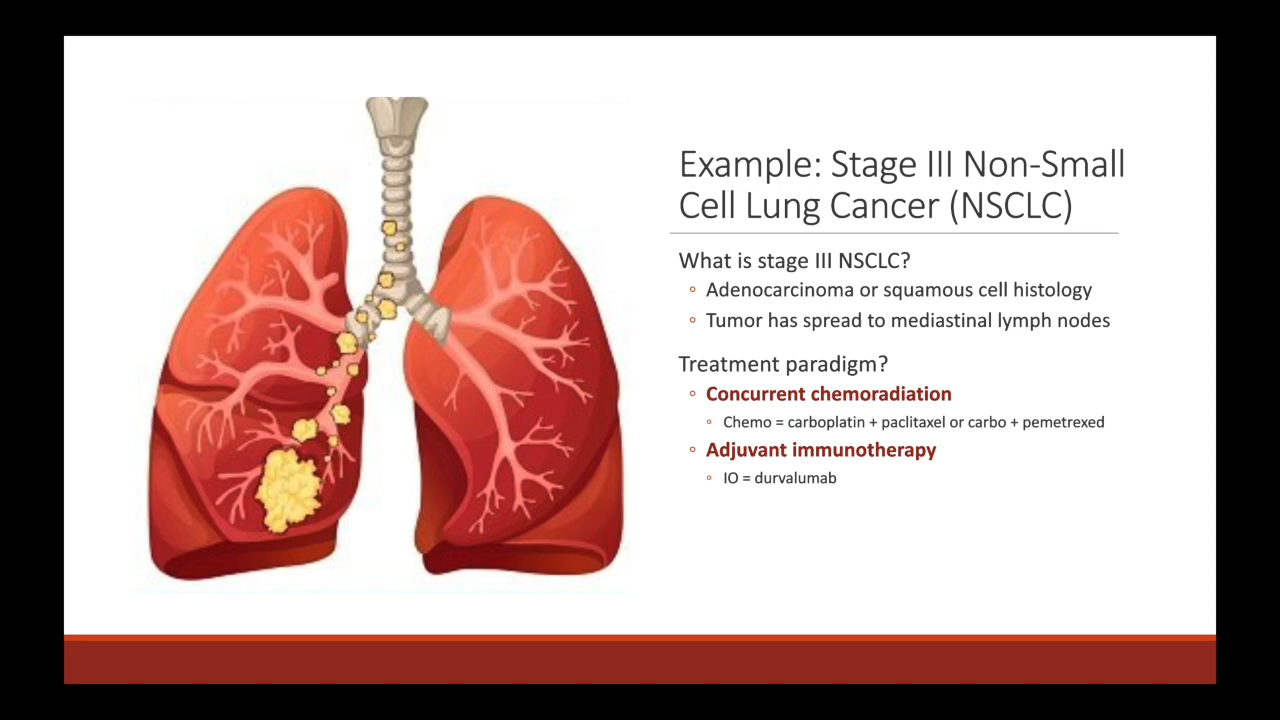 Example: Stage III Non-Small
Cell Lung Cancer (NSCLC)
What is stage III NSCLC?
◦ Adenocarcinoma or squamous cell histology
◦ Tumor has spread to mediastinal lymph nodes
Treatment paradigm?
◦ Concurrent chemoradiation
◦ Chemo = carboplatin + paclitaxel or carbo + pemetrexed
◦ Adjuvant immunotherapy
◦ IO = durvalumab